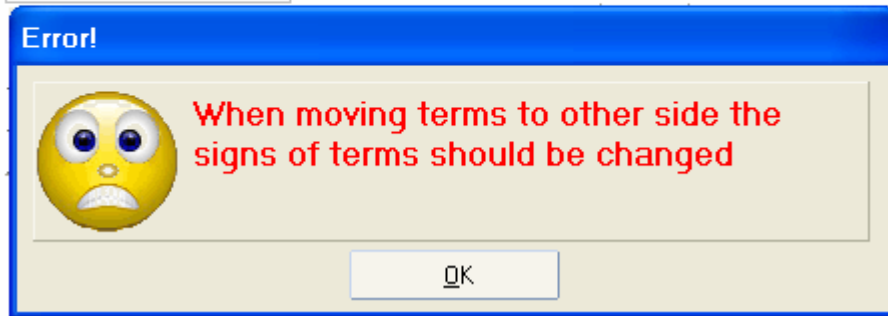 Error!
When moving terms to other side the
signs of terms should be changed
OK